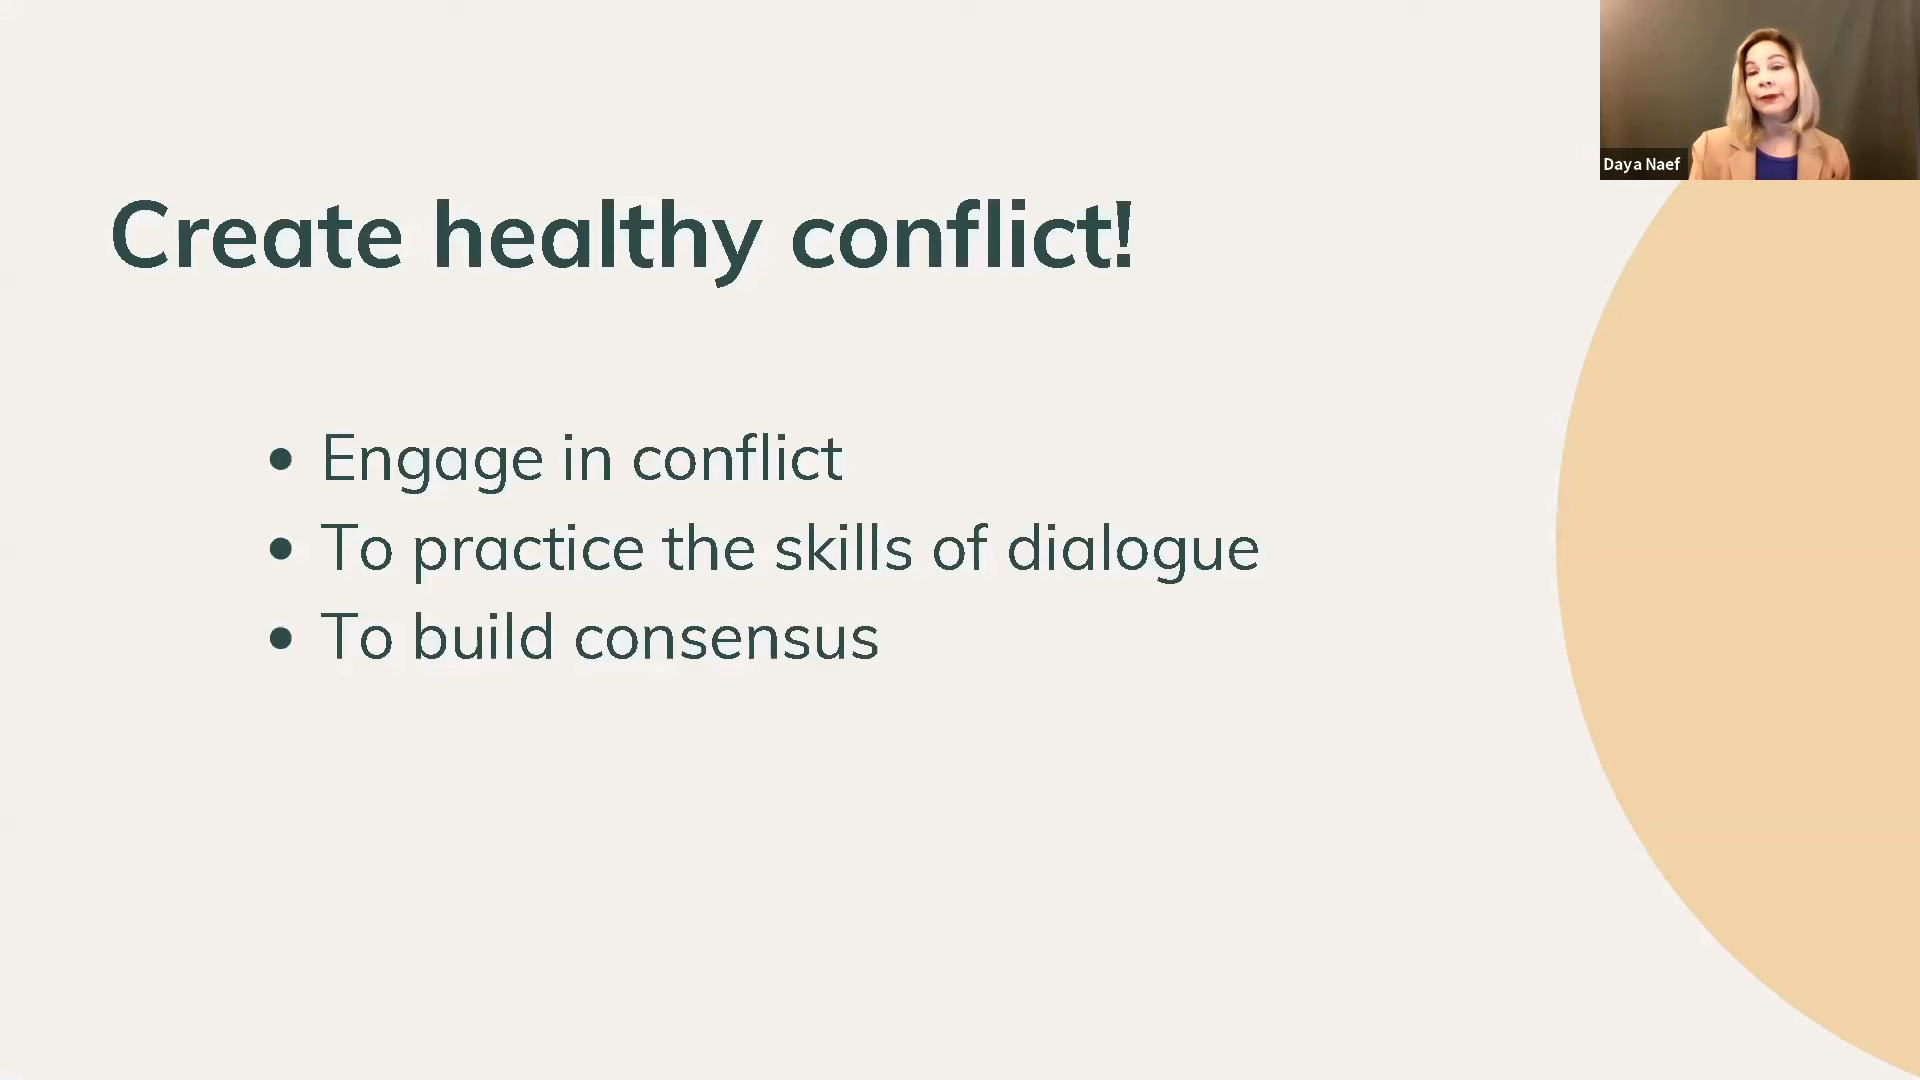 Daya Naef
Create healthy conflict!
• Engage in conflict
• To practice the skills of dialogue
• To build consensus